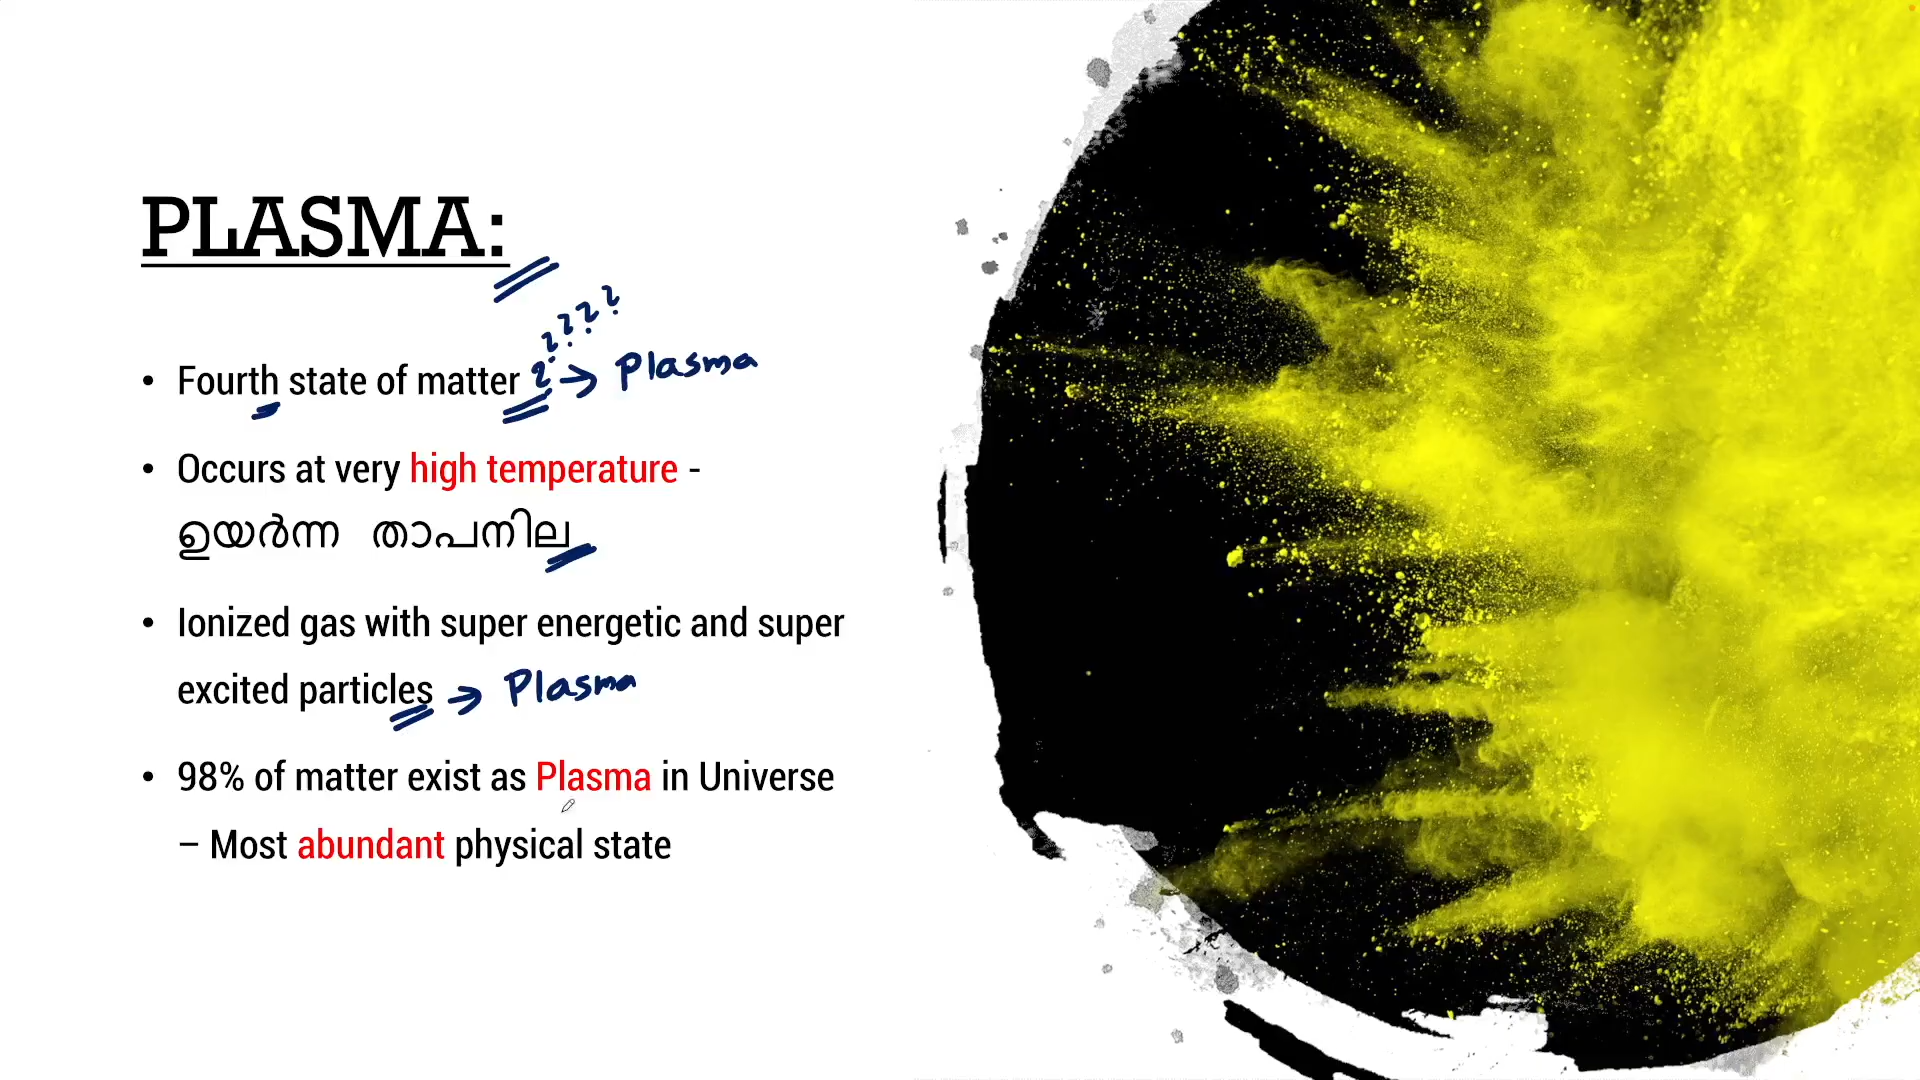 PLASMA:
? ? ? ? ?
• Fourth state of matter → Plasma
• Occurs at very high temperature -
ഉയർന്ന താപനില
• Ionized gas with super energetic and super
excited particles → Plasma
• 98% of matter exist as Plasma in Universe
– Most abundant physical state